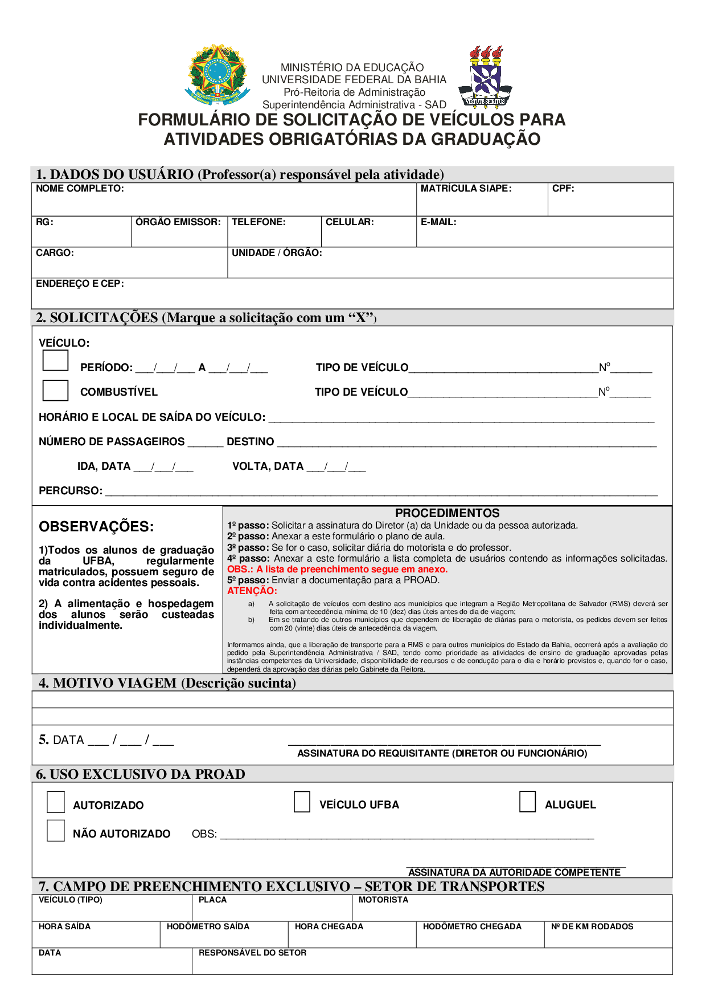 MINISTÉRIO DA EDUCAÇÃO
UNIVERSIDADE FEDERAL DA BAHIA
Pró-Reitoria de Administração
Superintendência Administrativa - SAD
VIRTUTE SPIRITUS
FORMULÁRIO DE SOLICITAÇÃO DE VEÍCULOS PARA
ATIVIDADES OBRIGATÓRIAS DA GRADUAÇÃO
1. DADOS DO USUÁRIO (Professor(a) responsável pela atividade)
NOME COMPLETO: MATRÍCULA SIAPE: CPF:
RG: ÓRGÃO EMISSOR: TELEFONE: CELULAR: E-MAIL:
CARGO: UNIDADE / ÓRGÃO:
ENDEREÇO E CEP:
2. SOLICITAÇÕES (Marque a solicitação com um “X”)
VEÍCULO:
PERÍODO: ___/___/___ A ___/___/___ TIPO DE VEÍCULO________________________________Nº_______
COMBUSTÍVEL TIPO DE VEÍCULO________________________________Nº_______
HORÁRIO E LOCAL DE SAÍDA DO VEÍCULO: _________________________________________________________________
NÚMERO DE PASSAGEIROS ______ DESTINO ________________________________________________________________
IDA, DATA ___/___/___ VOLTA, DATA ___/___/___
PERCURSO: _____________________________________________________________________________________________
OBSERVAÇÕES:
1)Todos os alunos de graduação
da UFBA, regularmente
matriculados, possuem seguro de
vida contra acidentes pessoais.
2) A alimentação e hospedagem
dos alunos serão custeadas
individualmente.
PROCEDIMENTOS
1º passo: Solicitar a assinatura do Diretor (a) da Unidade ou da pessoa autorizada.
2º passo: Anexar a este formulário o plano de aula.
3º passo: Se for o caso, solicitar diária do motorista e do professor.
4º passo: Anexar a este formulário a lista completa de usuários contendo as informações solicitadas.
OBS.: A lista de preenchimento segue em anexo.
5º passo: Enviar a documentação para a PROAD.
ATENÇÃO:
a) A solicitação de veículos com destino aos municípios que integram a Região Metropolitana de Salvador (RMS) deverá ser
feita com antecedência mínima de 10 (dez) dias úteis antes do dia de viagem;
b) Em se tratando de outros municípios que dependem de liberação de diárias para o motorista, os pedidos devem ser feitos
com 20 (vinte) dias úteis de antecedência da viagem.
Informamos ainda, que a liberação de transporte para a RMS e para outros municípios do Estado da Bahia, ocorrerá após a avaliação do
pedido pela Superintendência Administrativa / SAD, tendo como prioridade as atividades de ensino de graduação aprovadas pelas
instâncias competentes da Universidade, disponibilidade de recursos e de condução para o dia e horário previstos e, quando for o caso,
dependerá da aprovação das diárias pelo Gabinete da Reitora.
4. MOTIVO VIAGEM (Descrição sucinta)
5. DATA ___ / ___ / ___ ____________________________________________
ASSINATURA DO REQUISITANTE (DIRETOR OU FUNCIONÁRIO)
6. USO EXCLUSIVO DA PROAD
AUTORIZADO VEÍCULO UFBA ALUGUEL
NÃO AUTORIZADO OBS: _______________________________________________________________
_____________________________________
ASSINATURA DA AUTORIDADE COMPETENTE
7. CAMPO DE PREENCHIMENTO EXCLUSIVO – SETOR DE TRANSPORTES
VEÍCULO (TIPO) PLACA MOTORISTA
HORA SAÍDA HODÔMETRO SAÍDA HORA CHEGADA HODÔMETRO CHEGADA Nº DE KM RODADOS
DATA RESPONSÁVEL DO SETOR